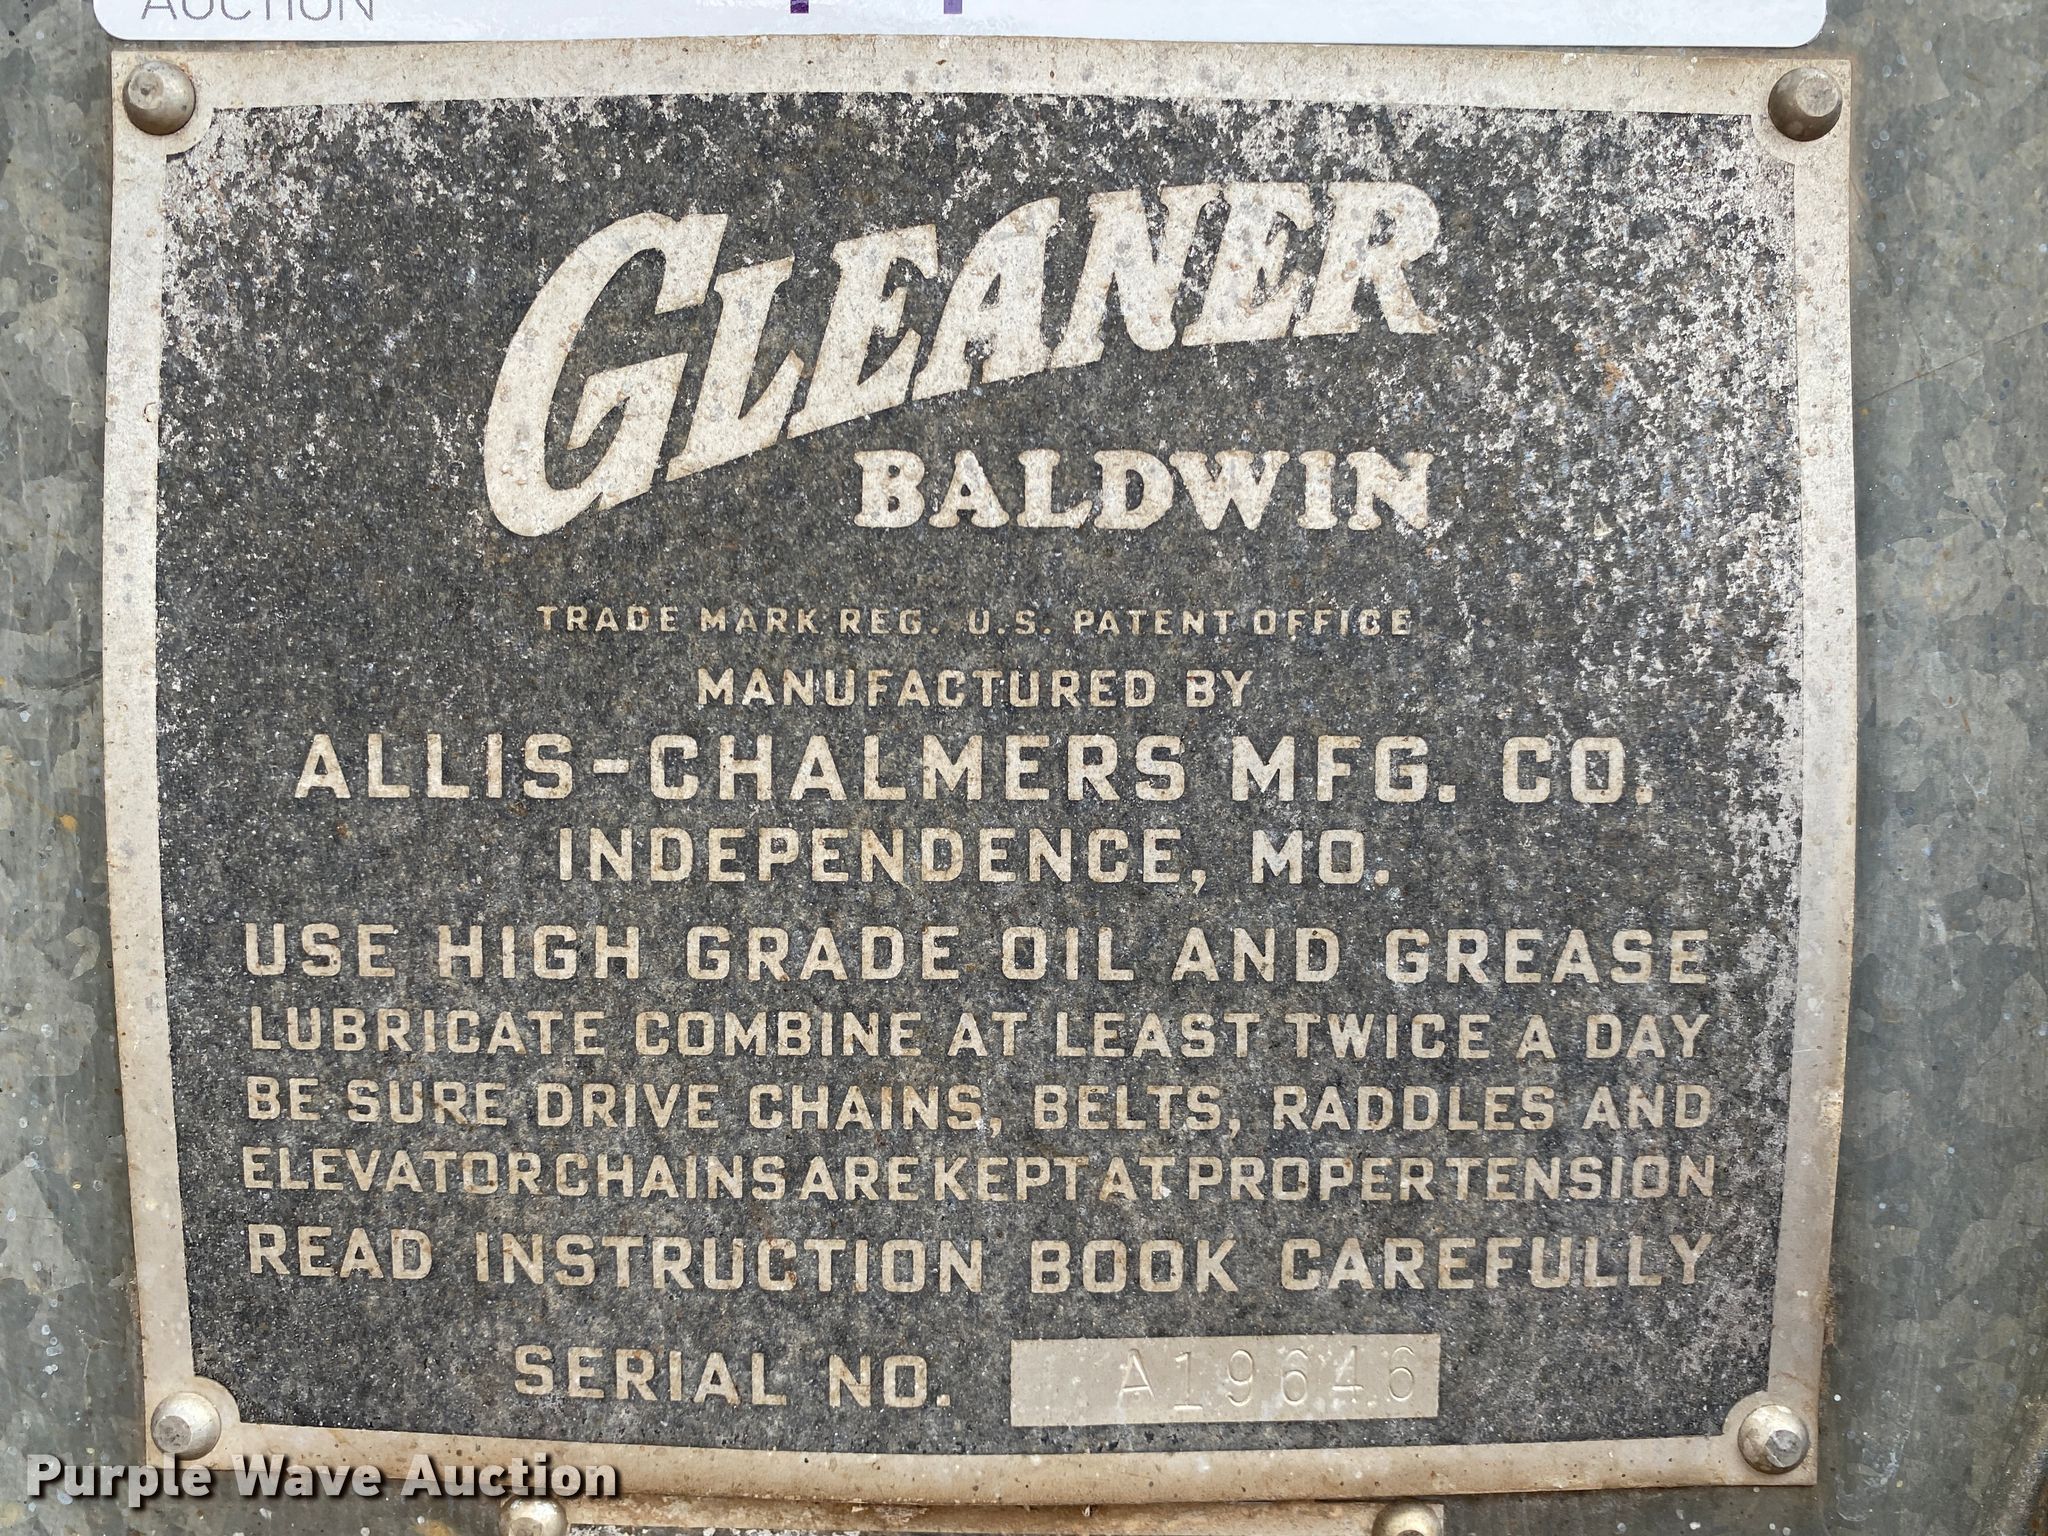 AUCTION
GLEANER
BALDWIN
TRADE MARK REG. U.S. PATENT OFFICE
MANUFACTURED BY
ALLIS-CHALMERS MFG. CO.
INDEPENDENCE, MO.
USE HIGH GRADE OIL AND GREASE
LUBRICATE COMBINE AT LEAST TWICE A DAY
BE SURE DRIVE CHAINS, BELTS, RADDLES AND
ELEVATOR CHAINS ARE KEPT AT PROPER TENSION
READ INSTRUCTION BOOK CAREFULLY
SERIAL NO. A19646
Purple Wave Auction